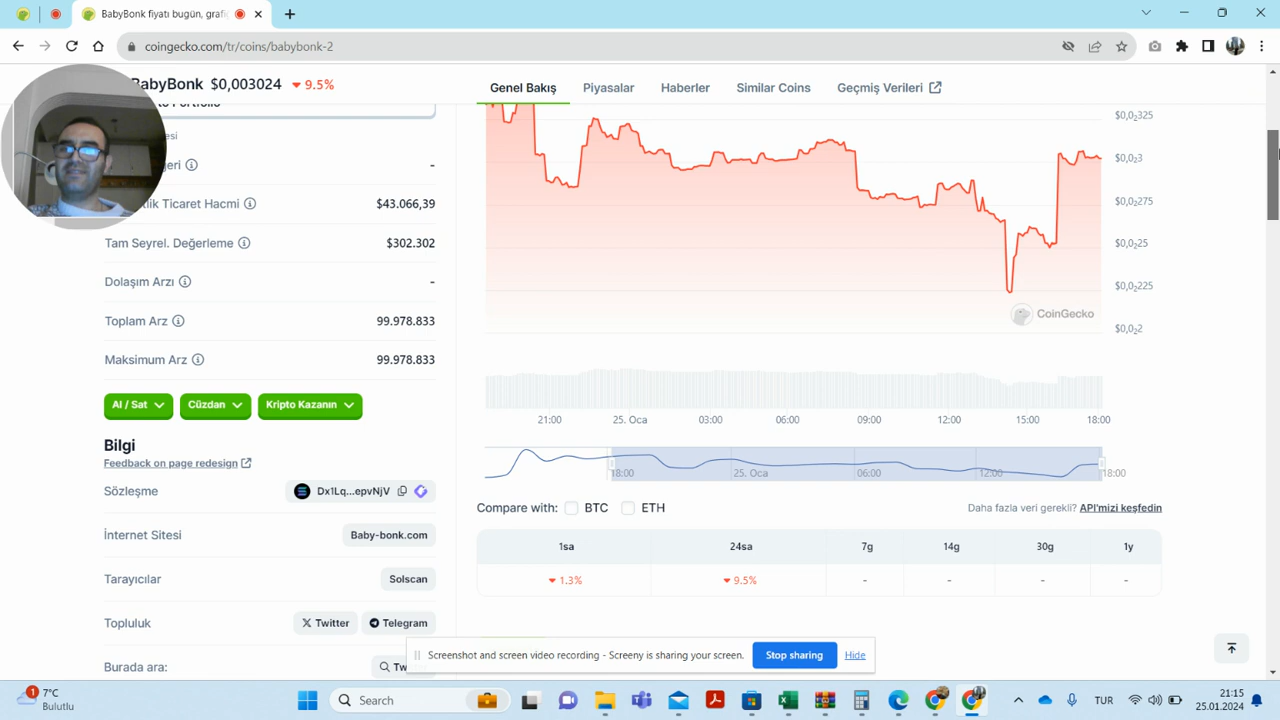 BabyBonk fiyatı bugün, grafi
coingecko.com/tr/coins/babybonk-2
BabyBonk $0,003024 ▼ 9.5%
Genel Bakış Piyasalar Haberler Similar Coins Geçmiş Verileri
-
Ticaret Hacmi $43.066,39
Tam Seyrel. Değerleme $302.302
Dolaşım Arzı -
Toplam Arz 99.978.833
Maksimum Arz 99.978.833
Al / Sat Cüzdan Kripto Kazanın
Bilgi
Feedback on page redesign
Sözleşme Dx1Lq...epvNjV
İnternet Sitesi Baby-bonk.com
Tarayıcılar Solscan
Topluluk Twitter Telegram
Burada ara:
$0,0₂325
$0,0₂3
$0,0₂275
$0,0₂25
$0,0₂225
$0,0₂2
CoinGecko
21:00 25. Oca 03:00 06:00 09:00 12:00 15:00 18:00
18:00 25. Oca 06:00 12:00 18:00
Compare with: BTC ETH Daha fazla veri gerekli? API'mizi keşfedin
1sa 24sa 7g 14g 30g 1y
▼ 1.3% ▼ 9.5% - - - -
Screenshot and screen video recording - Screeny is sharing your screen. Stop sharing Hide
1 7°C
Bulutlu
Search
TUR
21:15
25.01.2024